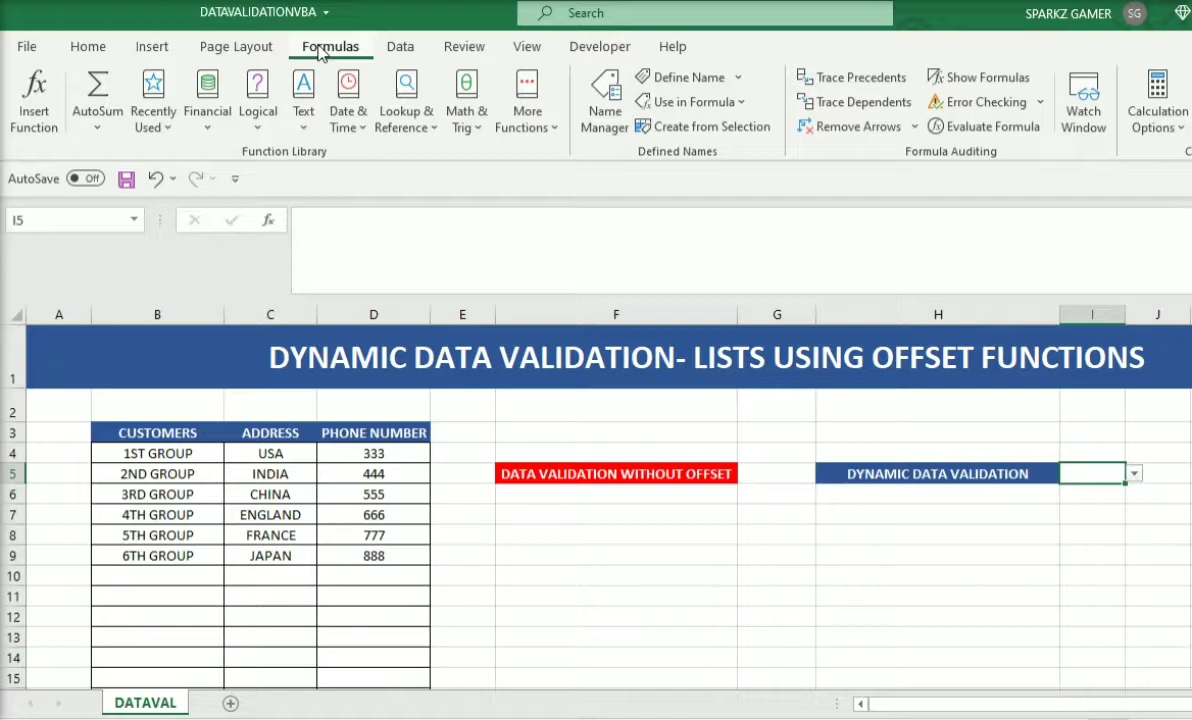 DATAVALIDATIONVBA
Search
SPARKZ GAMER
SG
File
Home
Insert
Page Layout
Formulas
Data
Review
View
Developer
Help
Insert Function
AutoSum
Recently Used
Financial
Logical
Text
Date & Time
Lookup & Reference
Math & Trig
More Functions
Function Library
Name Manager
Define Name
Use in Formula
Create from Selection
Defined Names
Trace Precedents
Trace Dependents
Remove Arrows
Show Formulas
Error Checking
Evaluate Formula
Formula Auditing
Watch Window
Calculation Options
C
AutoSave Off
I5
fx
A B C D E F G H I J
1 DYNAMIC DATA VALIDATION- LISTS USING OFFSET FUNCTIONS
2
3 CUSTOMERS ADDRESS PHONE NUMBER
4 1ST GROUP USA 333
5 2ND GROUP INDIA 444 DATA VALIDATION WITHOUT OFFSET DYNAMIC DATA VALIDATION
6 3RD GROUP CHINA 555
7 4TH GROUP ENGLAND 666
8 5TH GROUP FRANCE 777
9 6TH GROUP JAPAN 888
10
11
12
13
14
15
DATAVAL